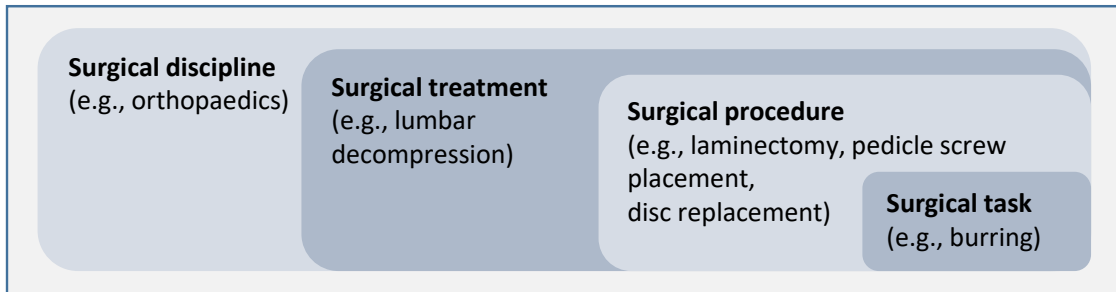 Surgical discipline
(e.g., orthopaedics)
Surgical treatment
(e.g., lumbar
decompression)
Surgical procedure
(e.g., laminectomy, pedicle screw
placement,
disc replacement)
Surgical task
(e.g., burring)